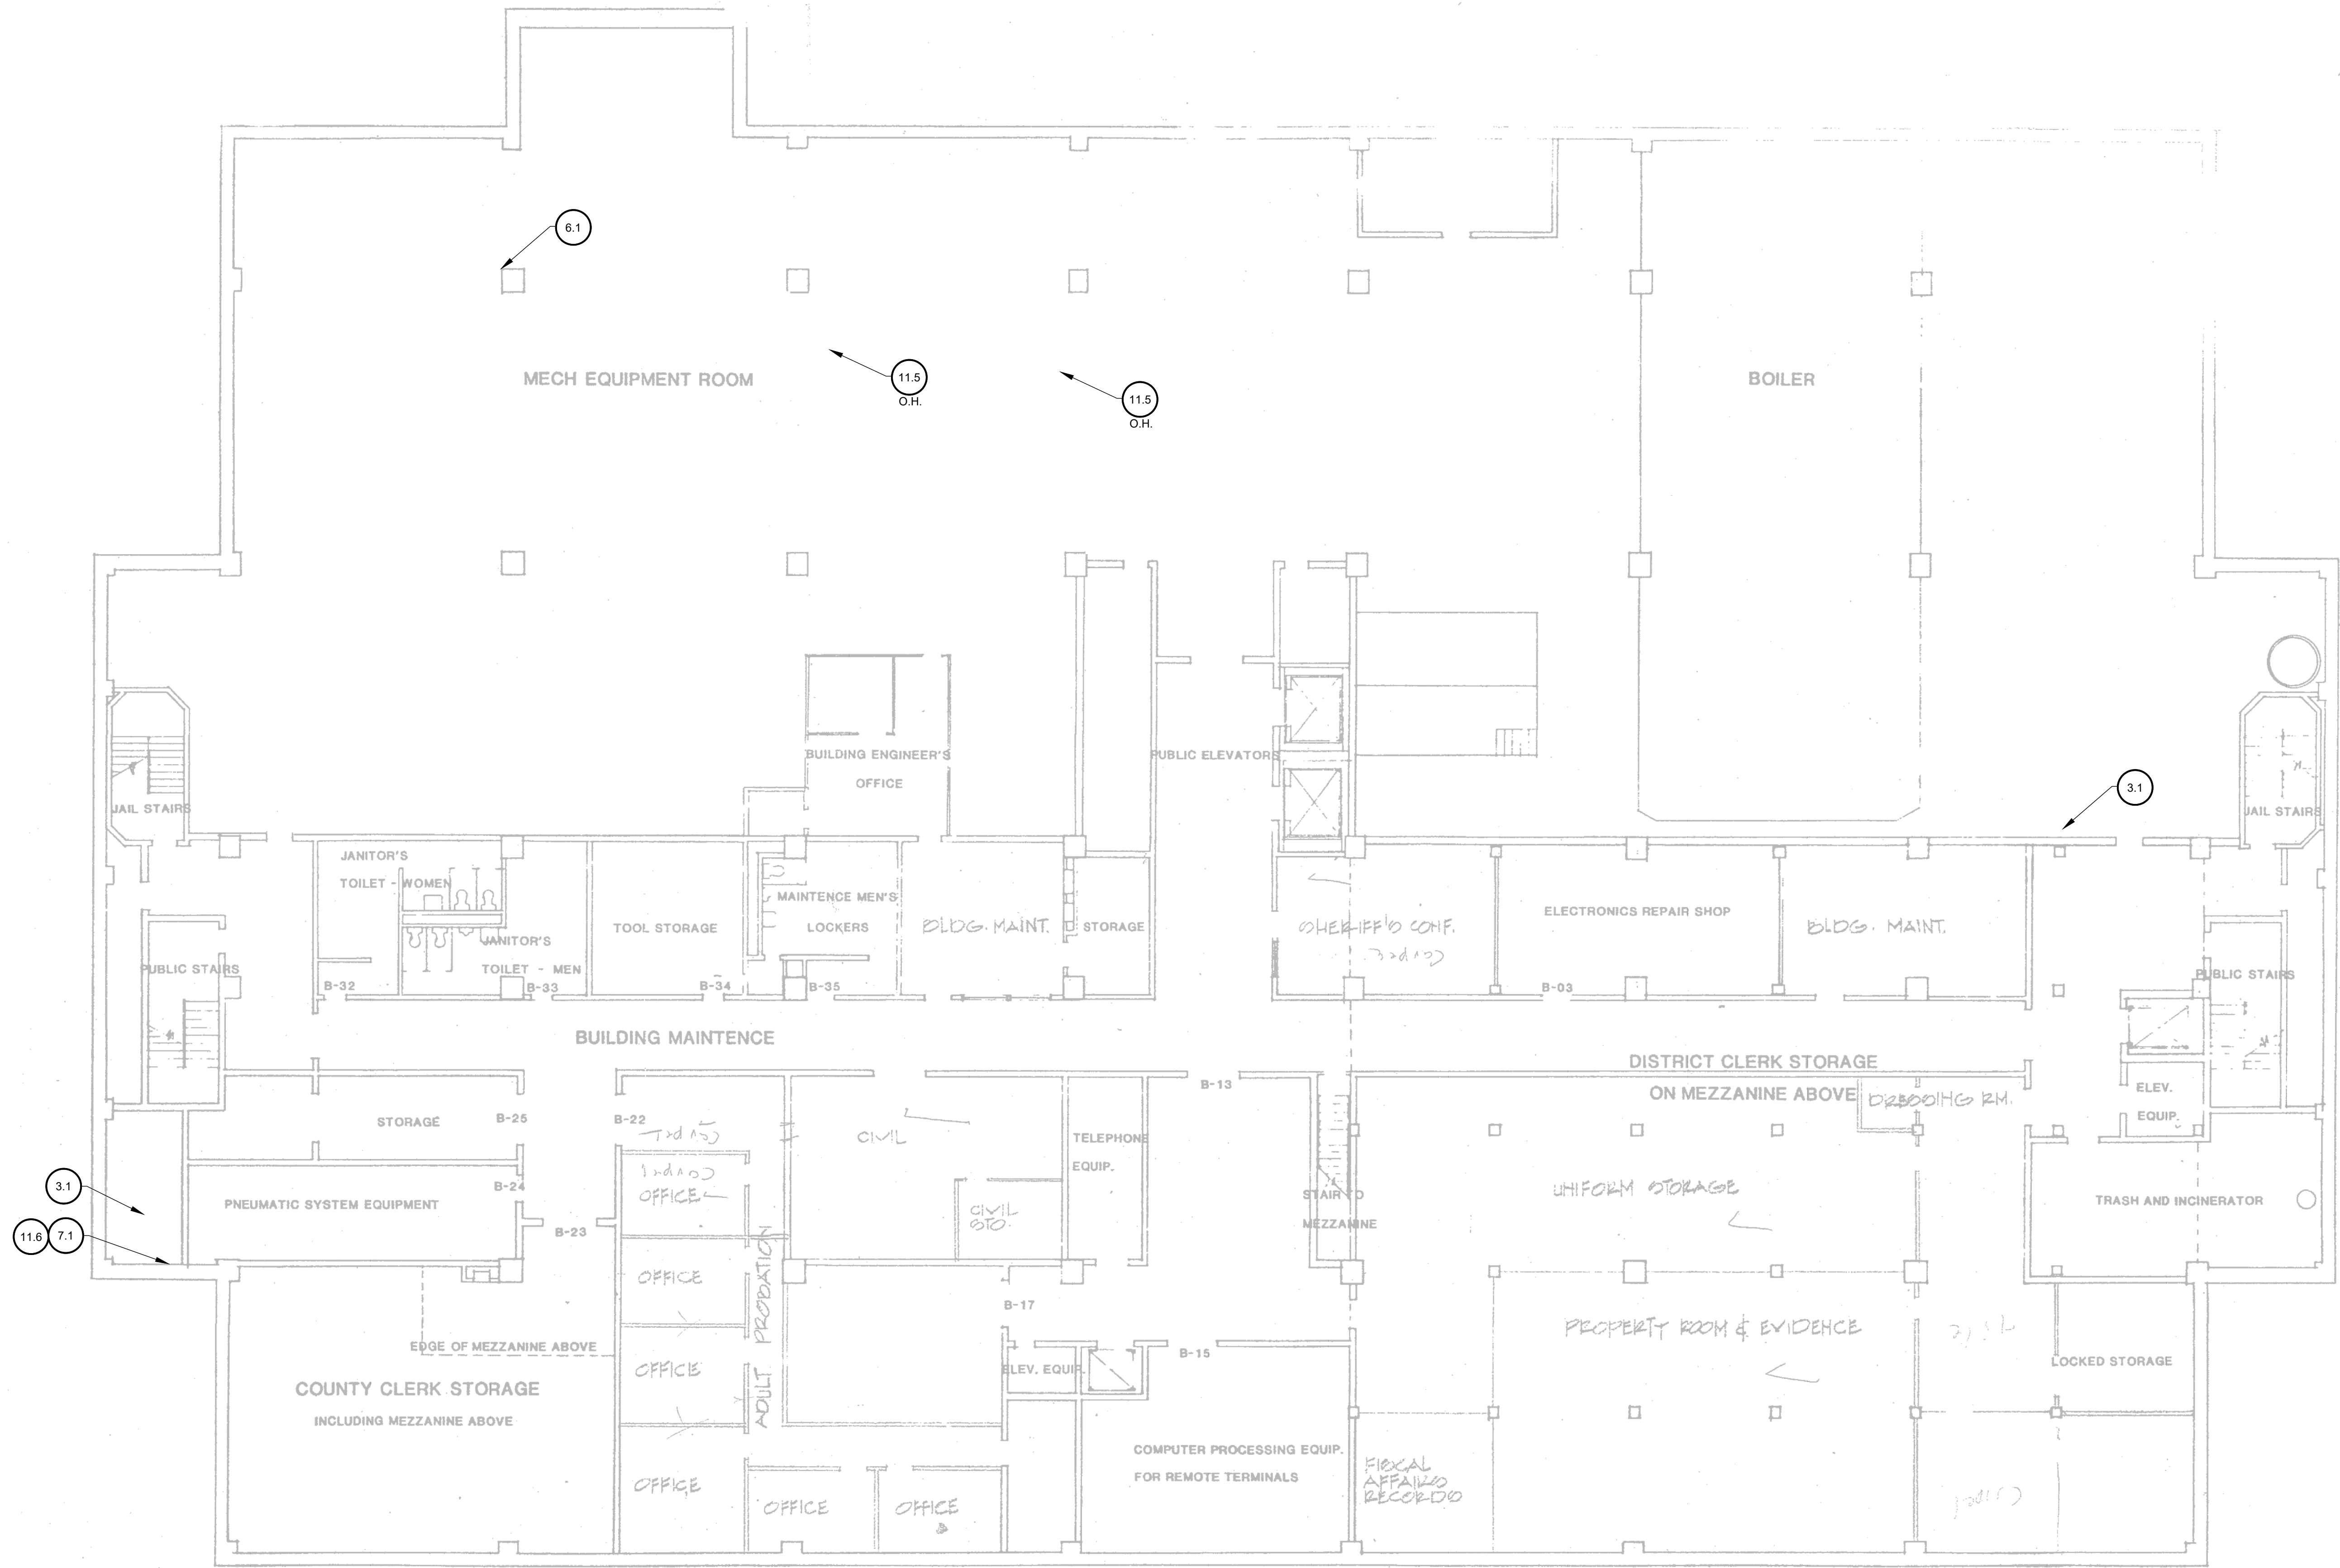 6.1
MECH EQUIPMENT ROOM
11.5
O.H.
11.5
O.H.
BOILER
BUILDING ENGINEER'S
OFFICE
PUBLIC ELEVATORS
3.1
JAIL STAIRS
JAIL STAIRS
JANITOR'S
TOILET - WOMEN
JANITOR'S
TOILET - MEN
TOOL STORAGE
MAINTENCE MEN'S
LOCKERS
BLDG. MAINT.
STORAGE
SHERIFF'S CONF.
ELECTRONICS REPAIR SHOP
BLDG. MAINT.
PUBLIC STAIRS
PUBLIC STAIRS
B-32
B-33
B-34
B-35
B-03
BUILDING MAINTENCE
DISTRICT CLERK STORAGE
ON MEZZANINE ABOVE
DRESSING RM.
ELEV.
EQUIP.
B-13
STORAGE
B-25
B-22
CIVIL
TELEPHONE
EQUIP.
3.1
B-24
PNEUMATIC SYSTEM EQUIPMENT
OFFICE
CIVIL
STO.
STAIR TO
MEZZANINE
UNIFORM STORAGE
TRASH AND INCINERATOR
11.6
7.1
B-23
OFFICE
ADULT PROBATION
B-17
PROPERTY ROOM & EVIDENCE
EDGE OF MEZZANINE ABOVE
B-15
OFFICE
ELEV. EQUIP.
LOCKED STORAGE
COUNTY CLERK STORAGE
INCLUDING MEZZANINE ABOVE
COMPUTER PROCESSING EQUIP.
FOR REMOTE TERMINALS
FISCAL
AFFAIRS
RECORDS
OFFICE
OFFICE
OFFICE